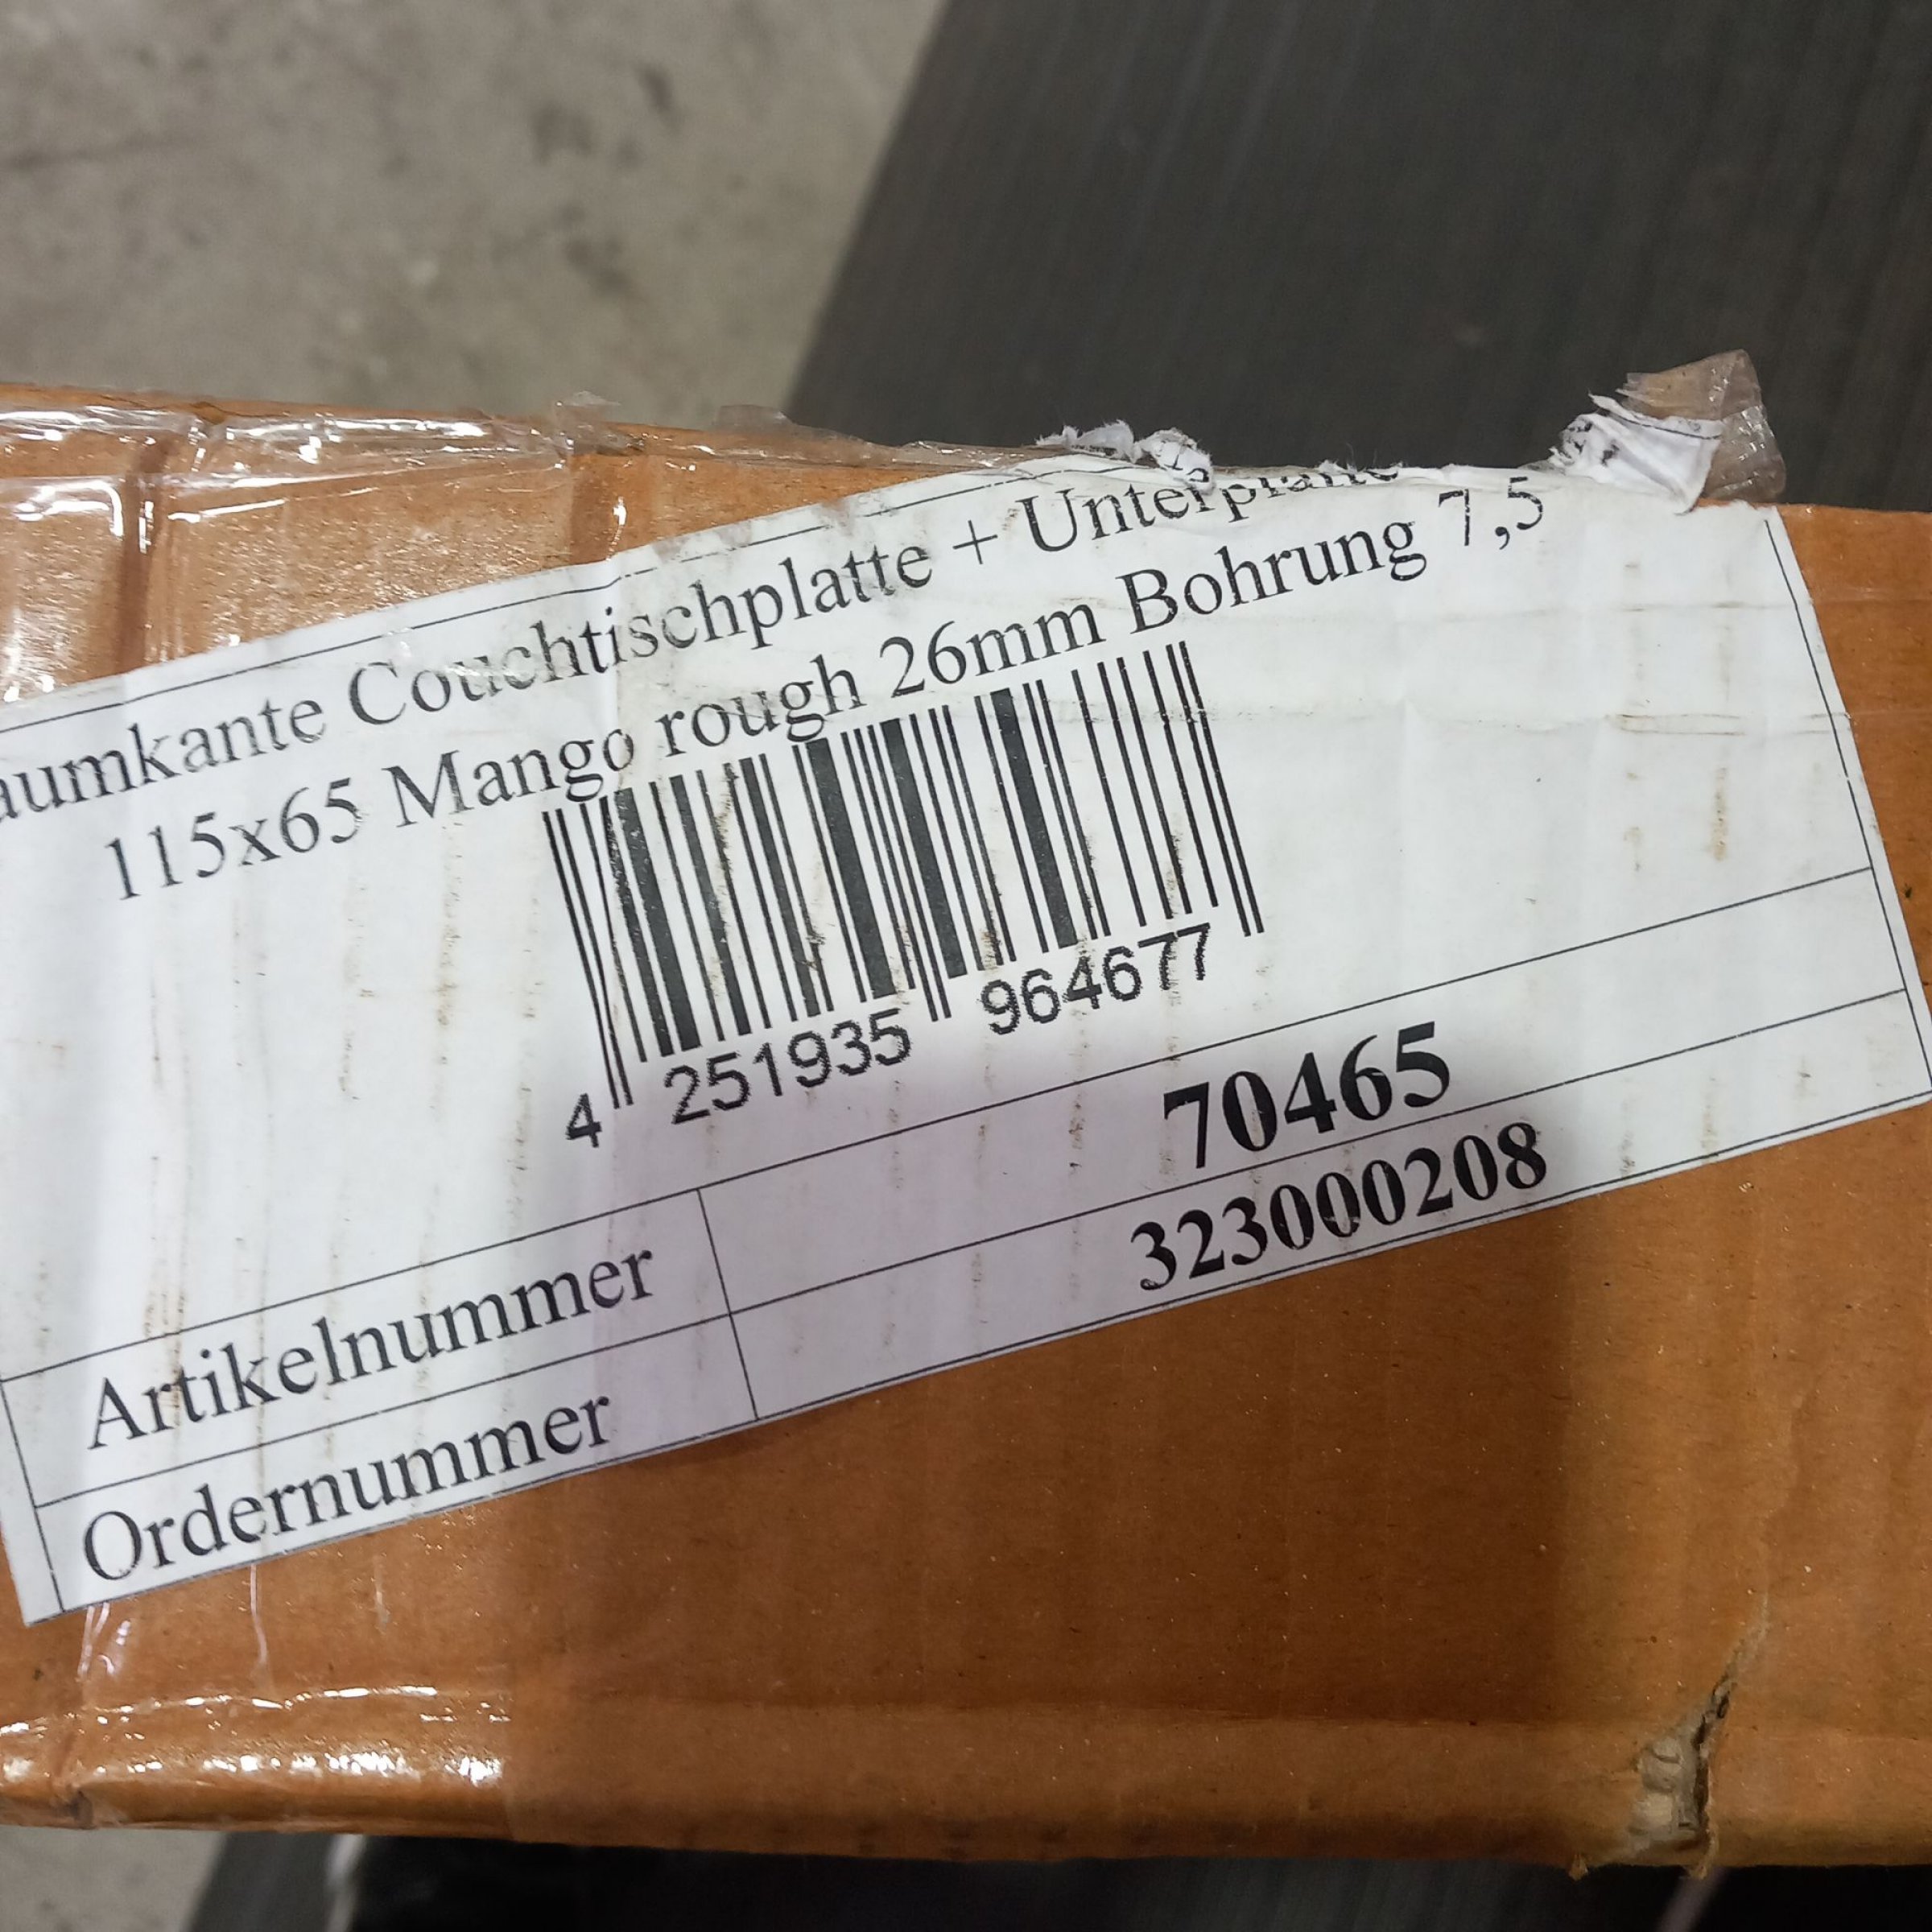 aumkante Couchtischplatte + Unterplatte
115x65 Mango rough 26mm Bohrung 7,5
4 251935 964677
Artikelnummer 70465
Ordernummer 323000208